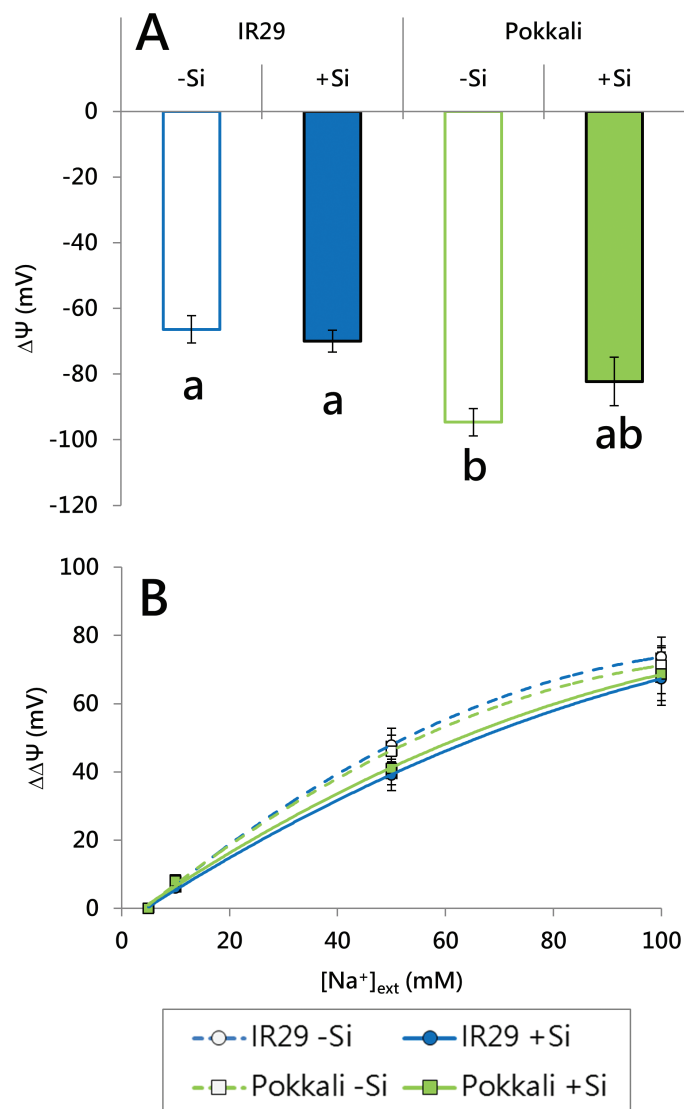 A
IR29 Pokkali
-Si +Si -Si +Si
0
-20
-40
-60
-80
-100
-120
ΔΨ (mV)
a a b ab
B
100
80
60
40
20
0
ΔΔΨ (mV)
0 20 40 60 80 100
[Na⁺]ₑₓₜ (mM)
IR29 -Si IR29 +Si
Pokkali -Si Pokkali +Si